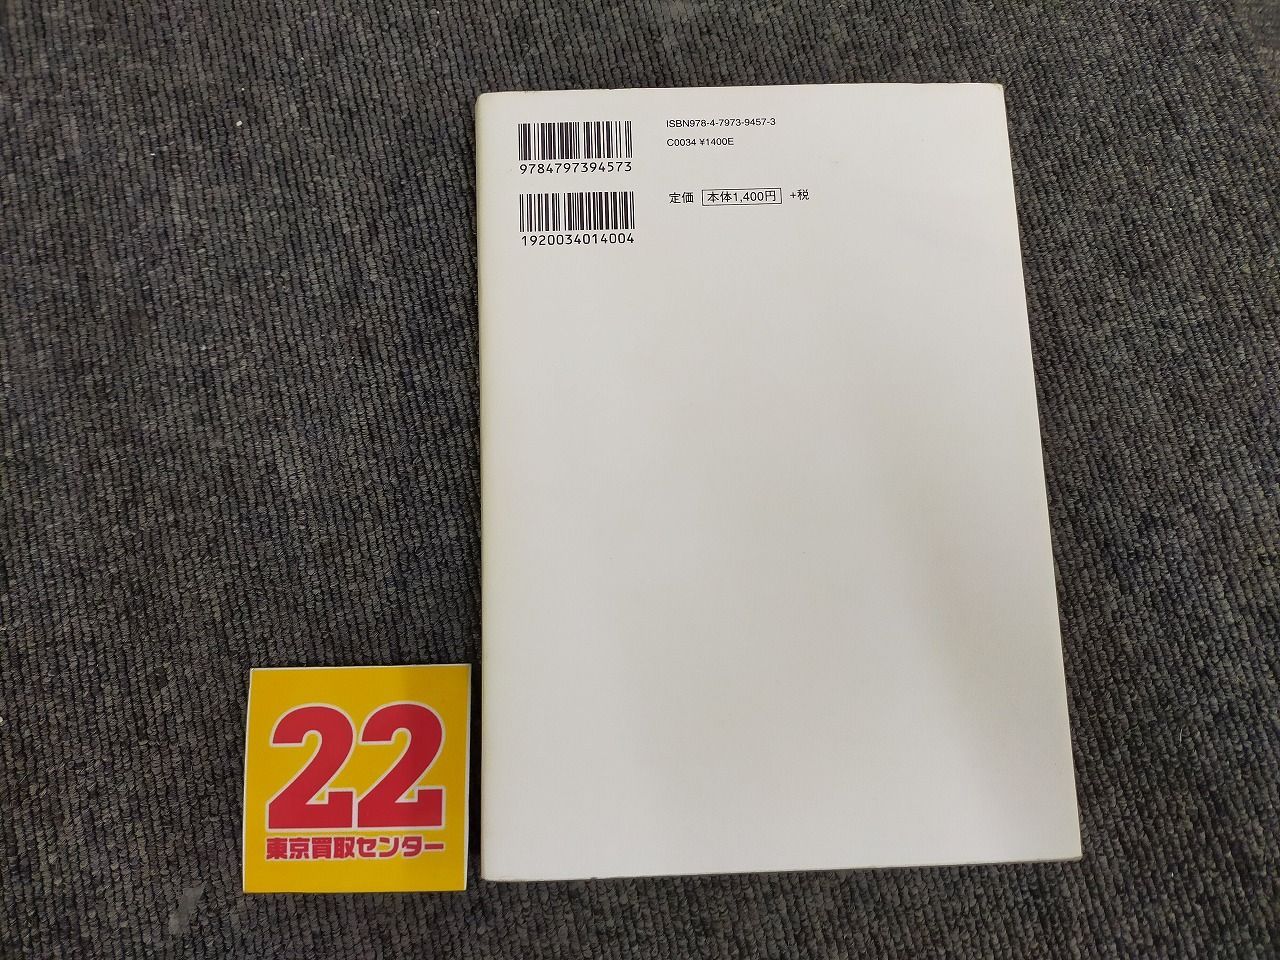 ISBN978-4-7973-9457-3
C0034 ¥1400E
9784797394573
定価 本体1,400円 +税
1920034014004
22
東京買取センター